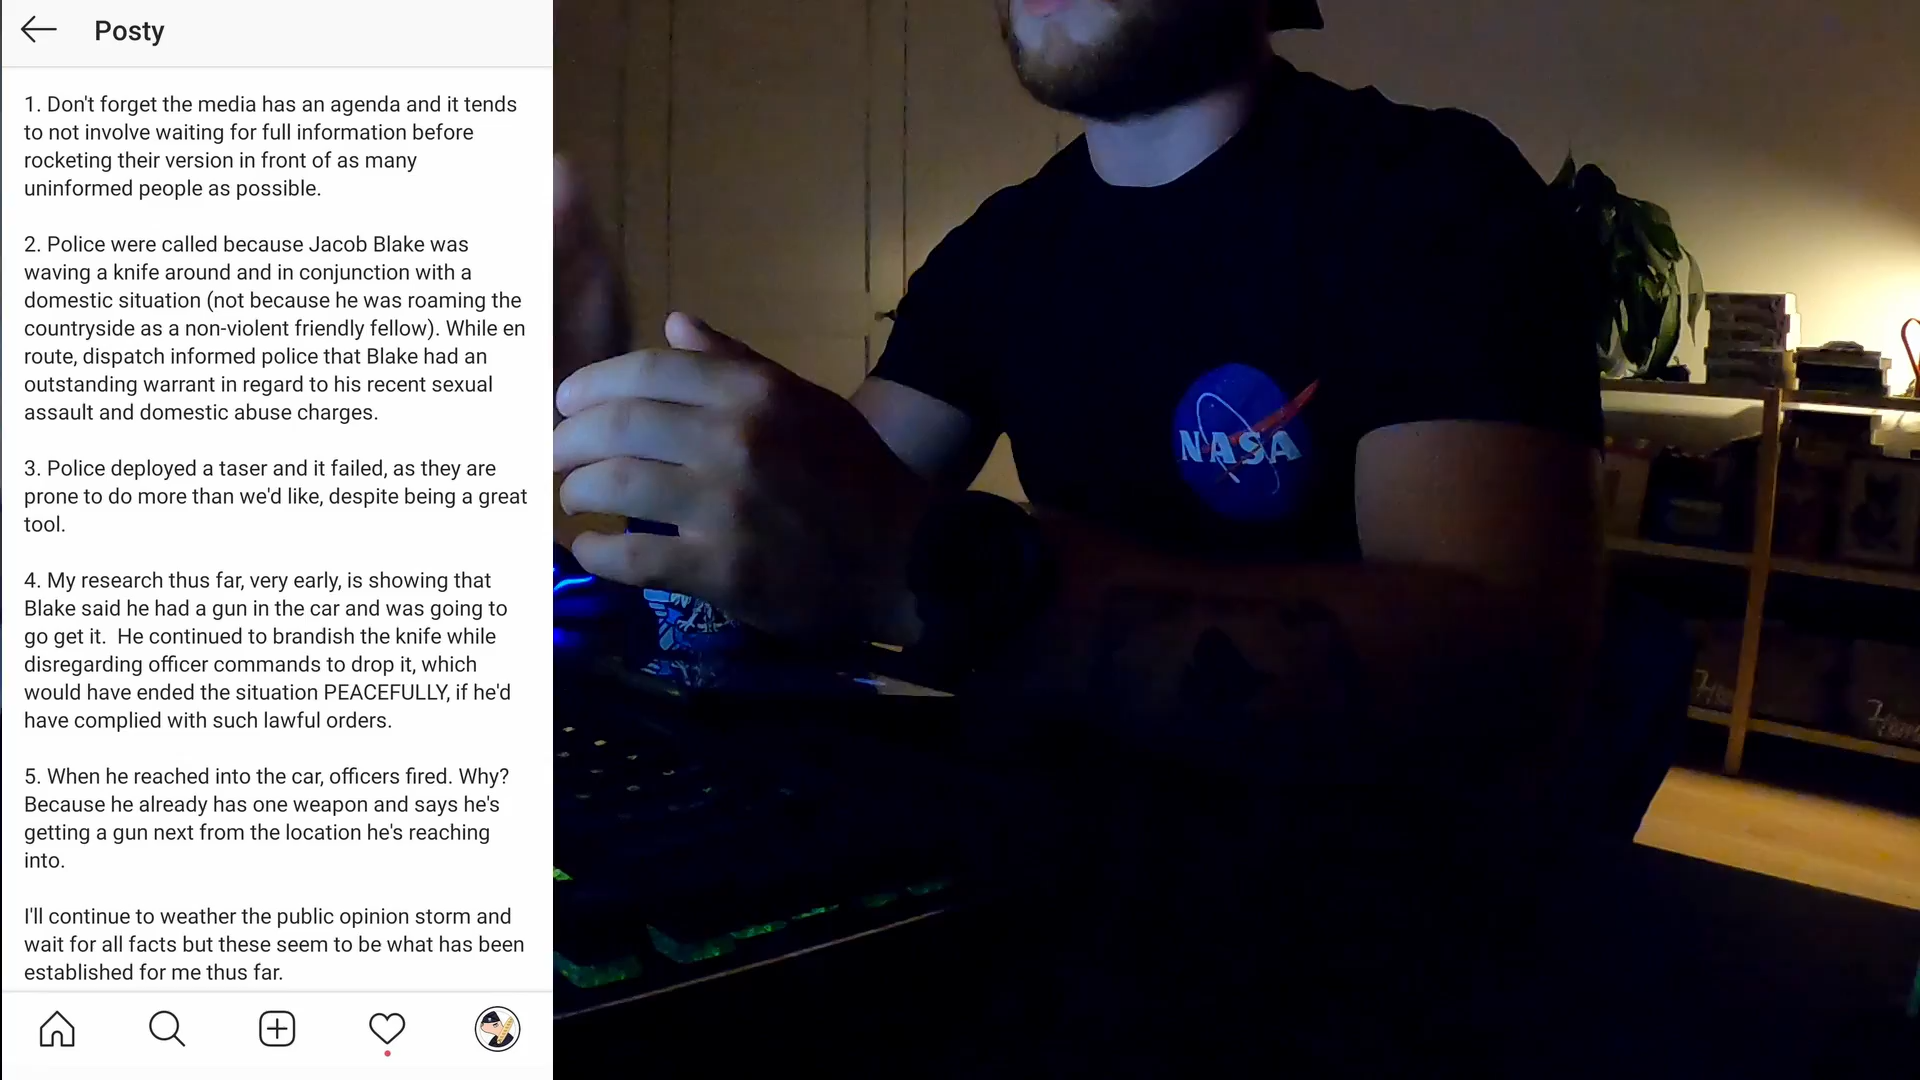 Posty
1. Don't forget the media has an agenda and it tends
to not involve waiting for full information before
rocketing their version in front of as many
uninformed people as possible.
2. Police were called because Jacob Blake was
waving a knife around and in conjunction with a
domestic situation (not because he was roaming the
countryside as a non-violent friendly fellow). While en
route, dispatch informed police that Blake had an
outstanding warrant in regard to his recent sexual
assault and domestic abuse charges.
3. Police deployed a taser and it failed, as they are
prone to do more than we'd like, despite being a great
tool.
4. My research thus far, very early, is showing that
Blake said he had a gun in the car and was going to
go get it.  He continued to brandish the knife while
disregarding officer commands to drop it, which
would have ended the situation PEACEFULLY, if he'd
have complied with such lawful orders.
5. When he reached into the car, officers fired. Why?
Because he already has one weapon and says he's
getting a gun next from the location he's reaching
into.
I'll continue to weather the public opinion storm and
wait for all facts but these seem to be what has been
established for me thus far.
NASA